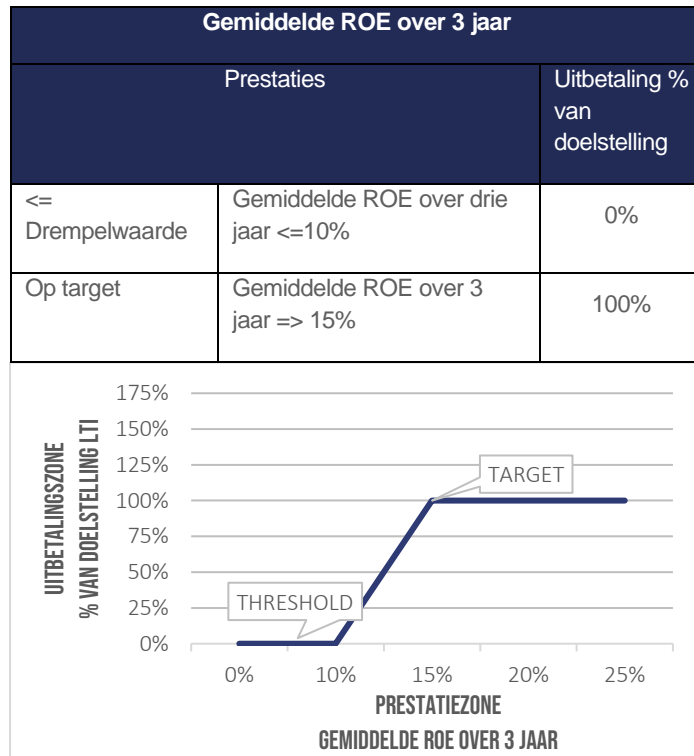 Gemiddelde ROE over 3 jaar
Prestaties
Uitbetaling %
van
doelstelling
<=
Drempelwaarde
Gemiddelde ROE over drie
jaar <=10%
0%
Op target
Gemiddelde ROE over 3
jaar => 15%
100%
UITBETALINGSZONE
% VAN DOELSTELLING LTI
175%
150%
125%
100%
75%
50%
25%
0%
TARGET
THRESHOLD
0%
10%
15%
20%
25%
PRESTATIEZONE
GEMIDDELDE ROE OVER 3 JAAR